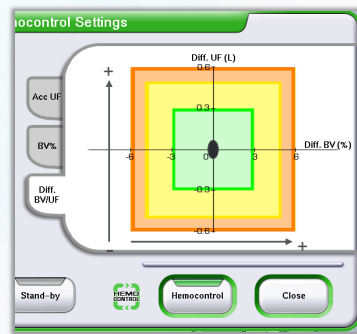 nocontrol Settings
Diff. UF (L)
0.6
Acc UF
0.3
BV%
Diff. BV (%)
-6 -3 0 3 6
Diff.
BV/UF
-0.3
-0.6
Stand-by
HEMO
CONTROL
Hemocontrol
Close